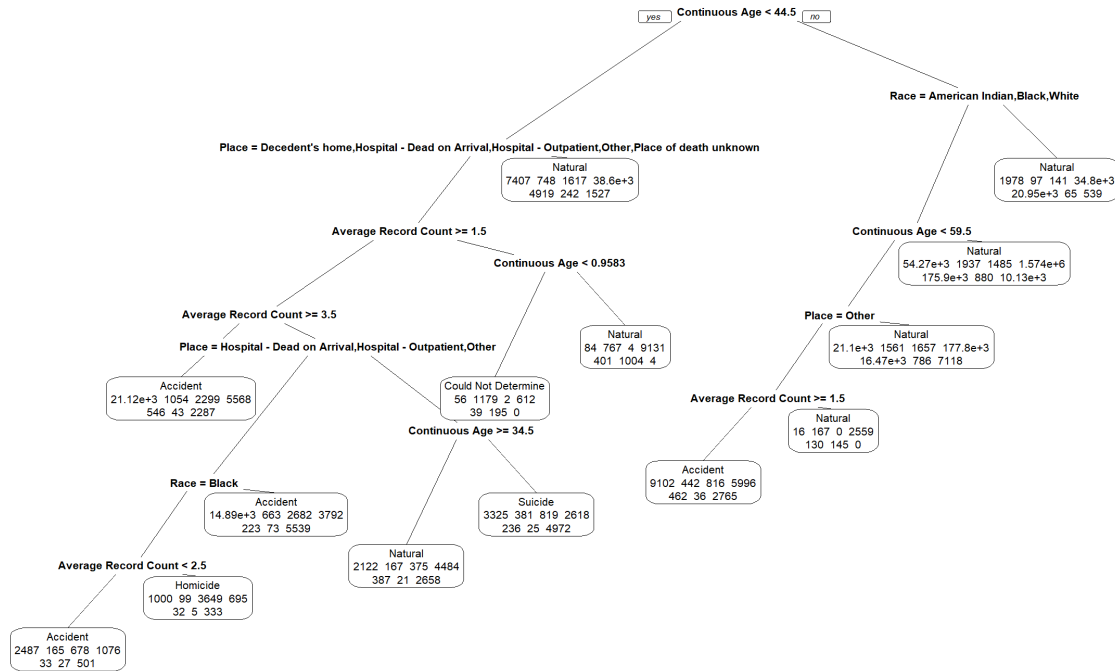 yes Continuous Age < 44.5 no
Race = American Indian,Black,White
Place = Decedent's home,Hospital - Dead on Arrival,Hospital - Outpatient,Other,Place of death unknown
Natural
7407 748 1617 38.6e+3
4919 242 1527
Natural
1978 97 141 34.8e+3
20.95e+3 65 539
Average Record Count >= 1.5
Continuous Age < 59.5
Natural
54.27e+3 1937 1485 1.574e+6
175.9e+3 880 10.13e+3
Continuous Age < 0.9583
Average Record Count >= 3.5
Place = Other
Place = Hospital - Dead on Arrival,Hospital - Outpatient,Other
Natural
84 767 4 9131
401 1004 4
Natural
21.1e+3 1561 1657 177.8e+3
16.47e+3 786 7118
Accident
21.12e+3 1054 2299 5568
546 43 2287
Could Not Determine
56 1179 2 612
39 195 0
Average Record Count >= 1.5
Natural
16 167 0 2559
130 145 0
Continuous Age >= 34.5
Accident
9102 442 816 5996
462 36 2765
Race = Black
Accident
14.89e+3 663 2682 3792
223 73 5539
Suicide
3325 381 819 2618
236 25 4972
Natural
2122 167 375 4484
387 21 2658
Average Record Count < 2.5
Homicide
1000 99 3649 695
32 5 333
Accident
2487 165 678 1076
33 27 501